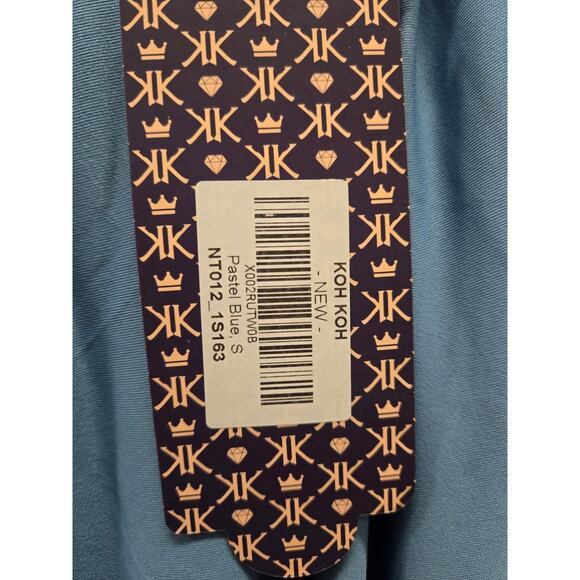 KOH KOH
- NEW -
X002RUTW0B
Pastel Blue, S
NT012_1S163